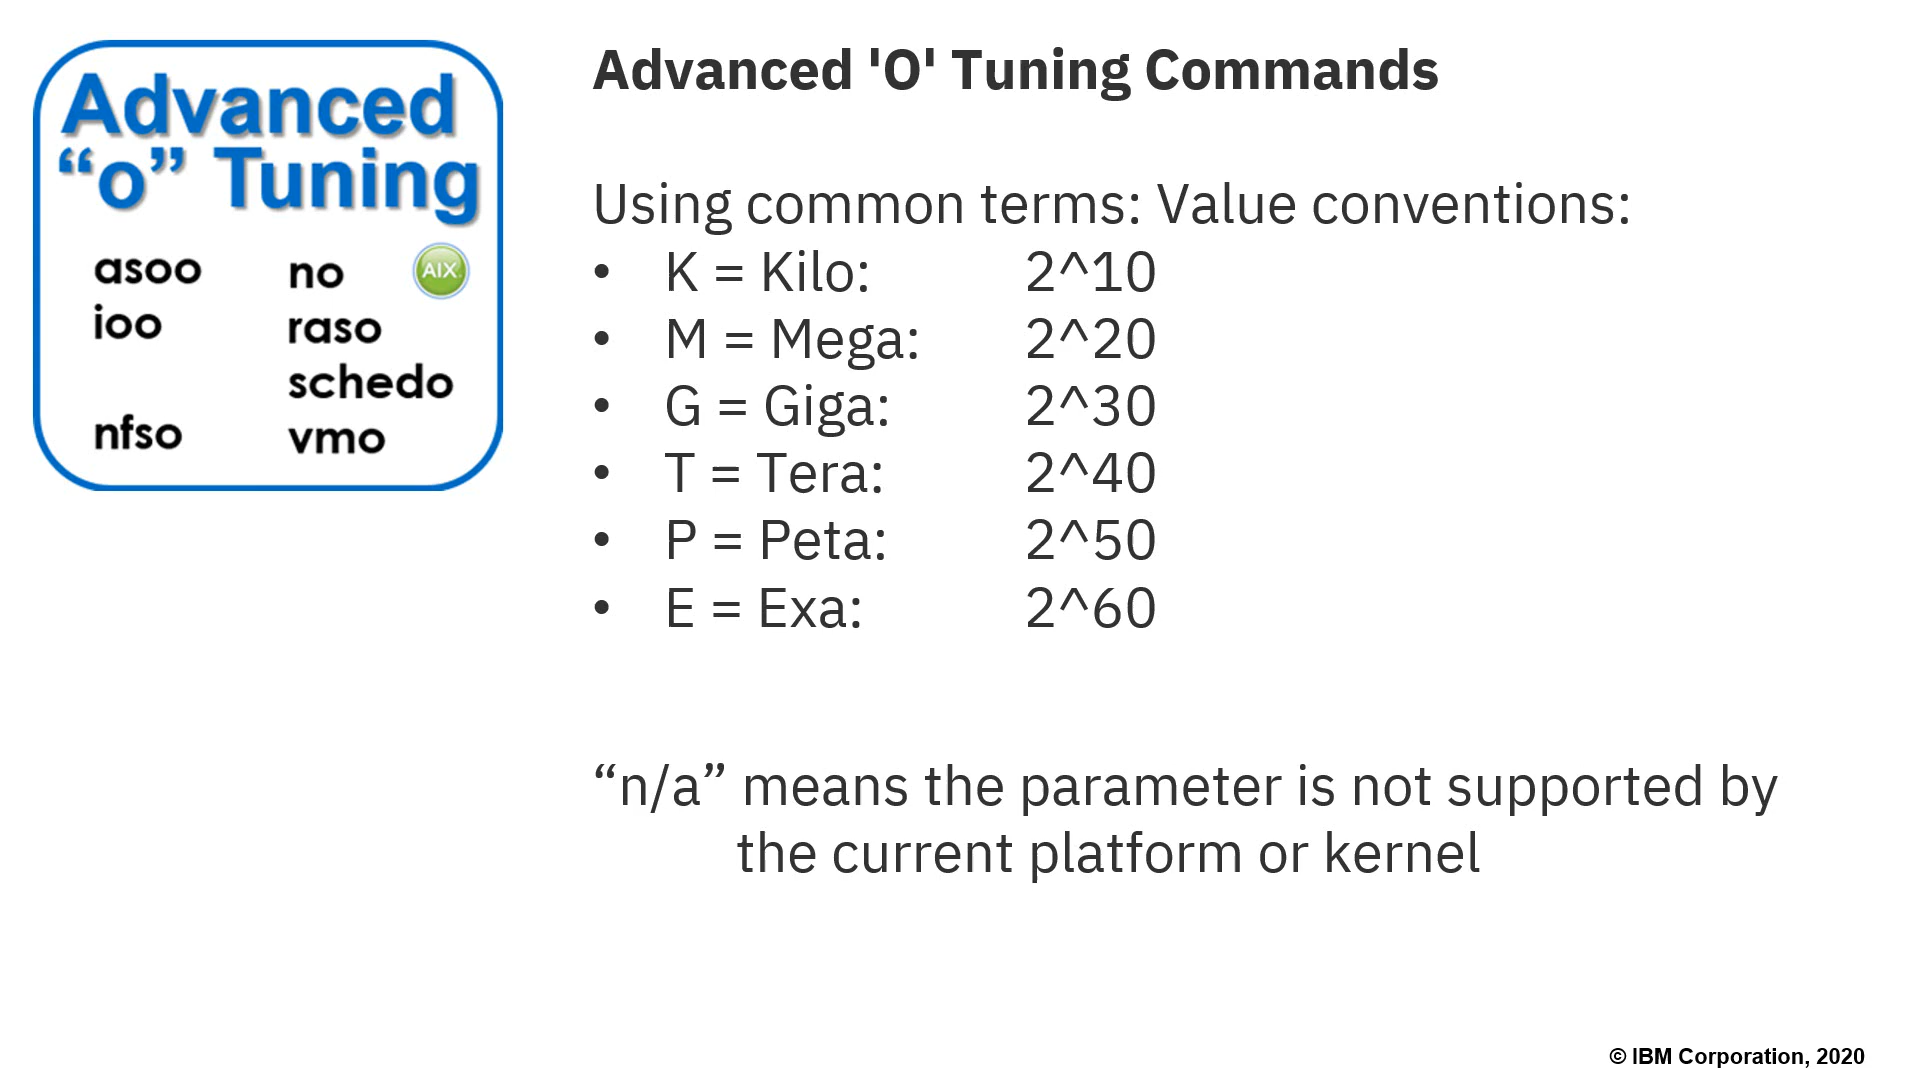 Advanced
“o” Tuning
asoo no AIX
ioo raso
schedo
nfso vmo
Advanced 'O' Tuning Commands
Using common terms: Value conventions:
• K = Kilo: 2^10
• M = Mega: 2^20
• G = Giga: 2^30
• T = Tera: 2^40
• P = Peta: 2^50
• E = Exa: 2^60
“n/a” means the parameter is not supported by
the current platform or kernel
© IBM Corporation, 2020